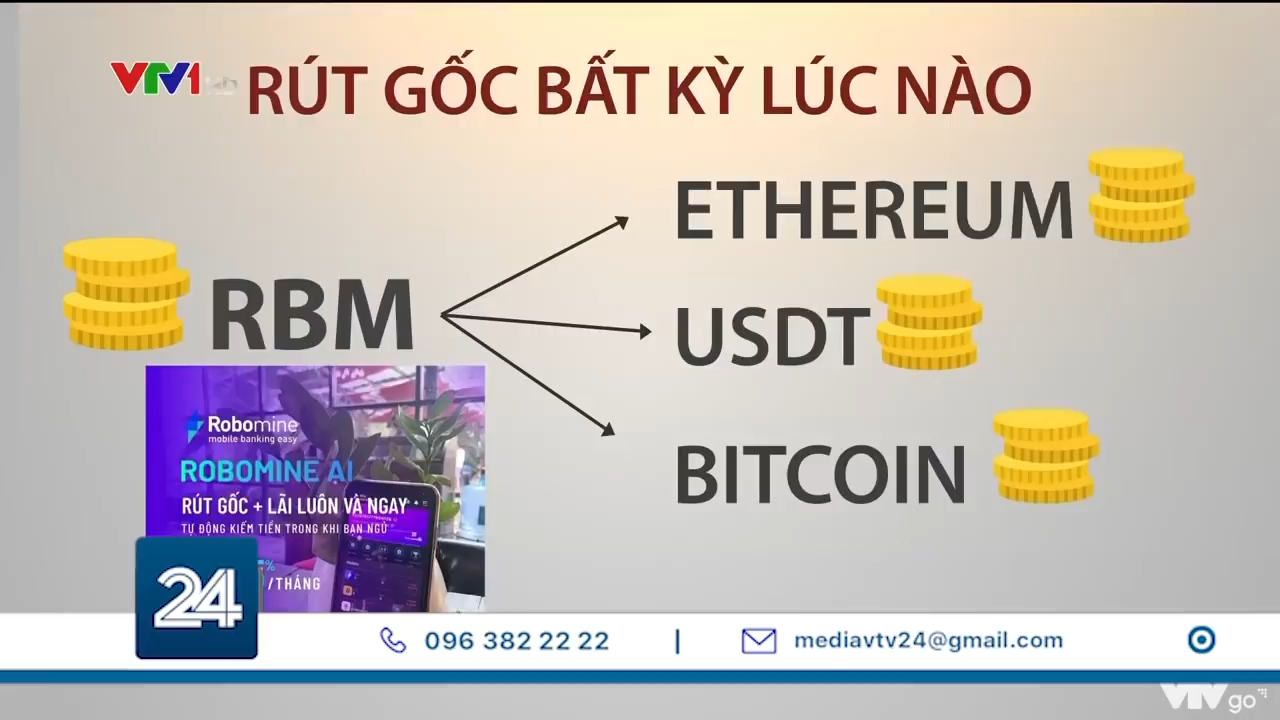 VTV1 HD
RÚT GỐC BẤT KỲ LÚC NÀO
ETHEREUM
RBM
USDT
BITCOIN
Robomine
mobile banking easy
ROBOMINE AI
RÚT GỐC + LÃI LUÔN VÀ NGAY
TỰ ĐỘNG KIẾM TIỀN TRONG KHI BẠN NGỦ
%
/THÁNG
24
096 382 22 22 | mediavtv24@gmail.com
VTV go